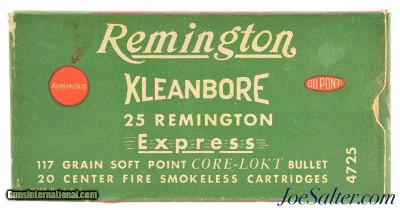 Remington
Remington
KLEANBORE
DU PONT
25 REMINGTON
Express
117 GRAIN SOFT POINT CORE-LOKT BULLET
20 CENTER FIRE SMOKELESS CARTRIDGES
4725
GunsInternational.com
JoeSalter.com